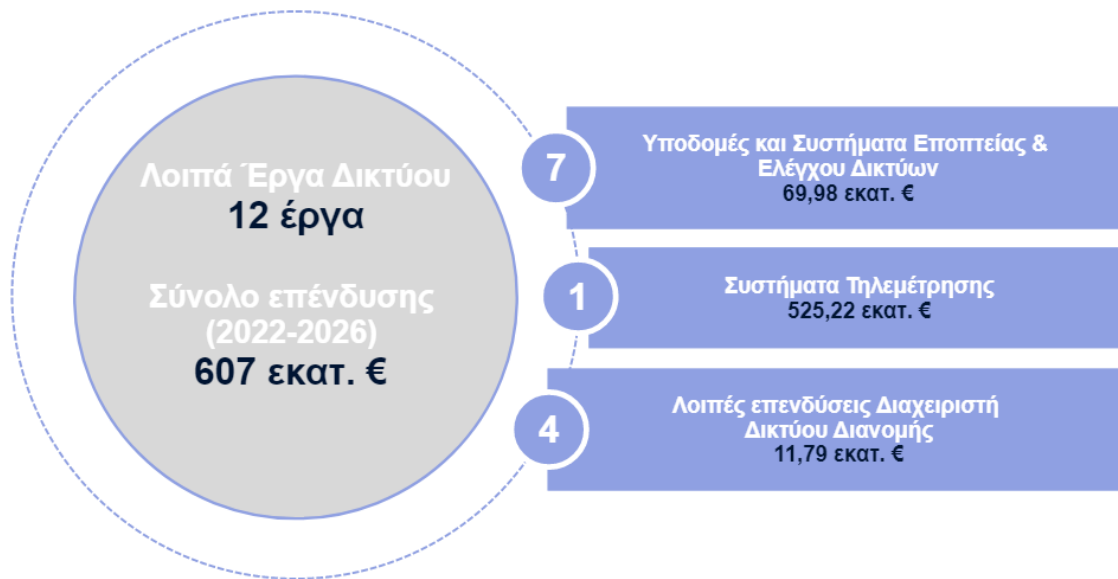 Λοιπά Έργα Δικτύου
12 έργα
Σύνολο επένδυσης
(2022-2026)
607 εκατ. €
7
Υποδομές και Συστήματα Εποπτείας &
Ελέγχου Δικτύων
69,98 εκατ. €
1
Συστήματα Τηλεμέτρησης
525,22 εκατ. €
4
Λοιπές επενδύσεις Διαχειριστή
Δικτύου Διανομής
11,79 εκατ. €